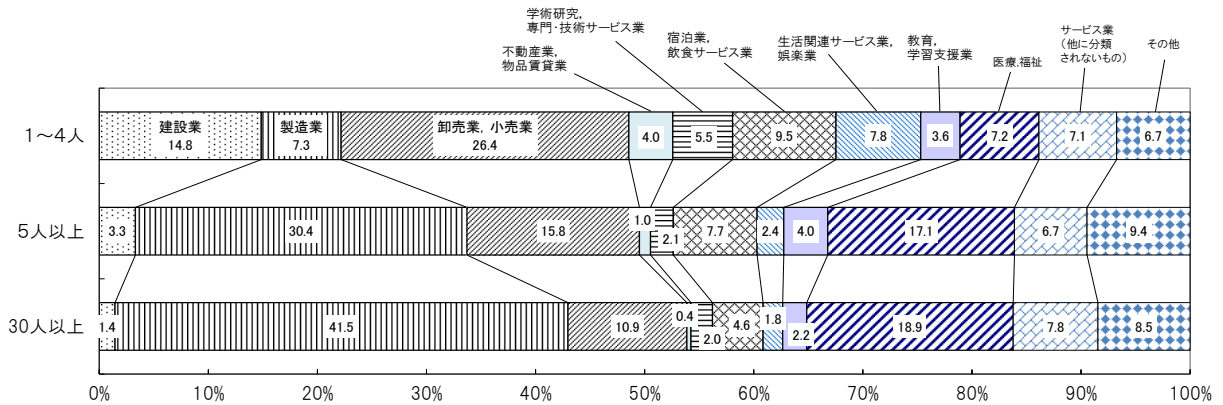 学術研究,
専門・技術サービス業
不動産業,
物品賃貸業
宿泊業,
飲食サービス業
生活関連サービス業,
娯楽業
教育,
学習支援業
医療,福祉
サービス業
(他に分類
されないもの)
その他
1～4人
建設業
14.8
製造業
7.3
卸売業, 小売業
26.4
4.0
5.5
9.5
7.8
3.6
7.2
7.1
6.7
5人以上
3.3
30.4
15.8
1.0
2.1
7.7
2.4
4.0
17.1
6.7
9.4
30人以上
1.4
41.5
10.9
0.4
2.0
4.6
1.8
2.2
18.9
7.8
8.5
0% 10% 20% 30% 40% 50% 60% 70% 80% 90% 100%